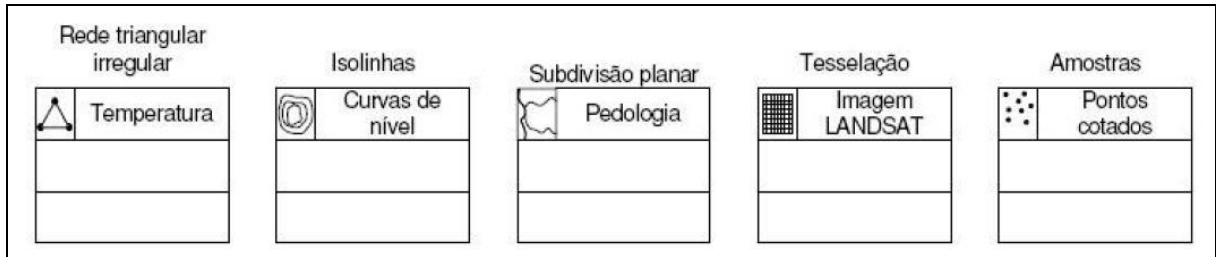 Rede triangular
irregular
Temperatura
Isolinhas
Curvas de
nível
Subdivisão planar
Pedologia
Tesselação
Imagem
LANDSAT
Amostras
Pontos
cotados